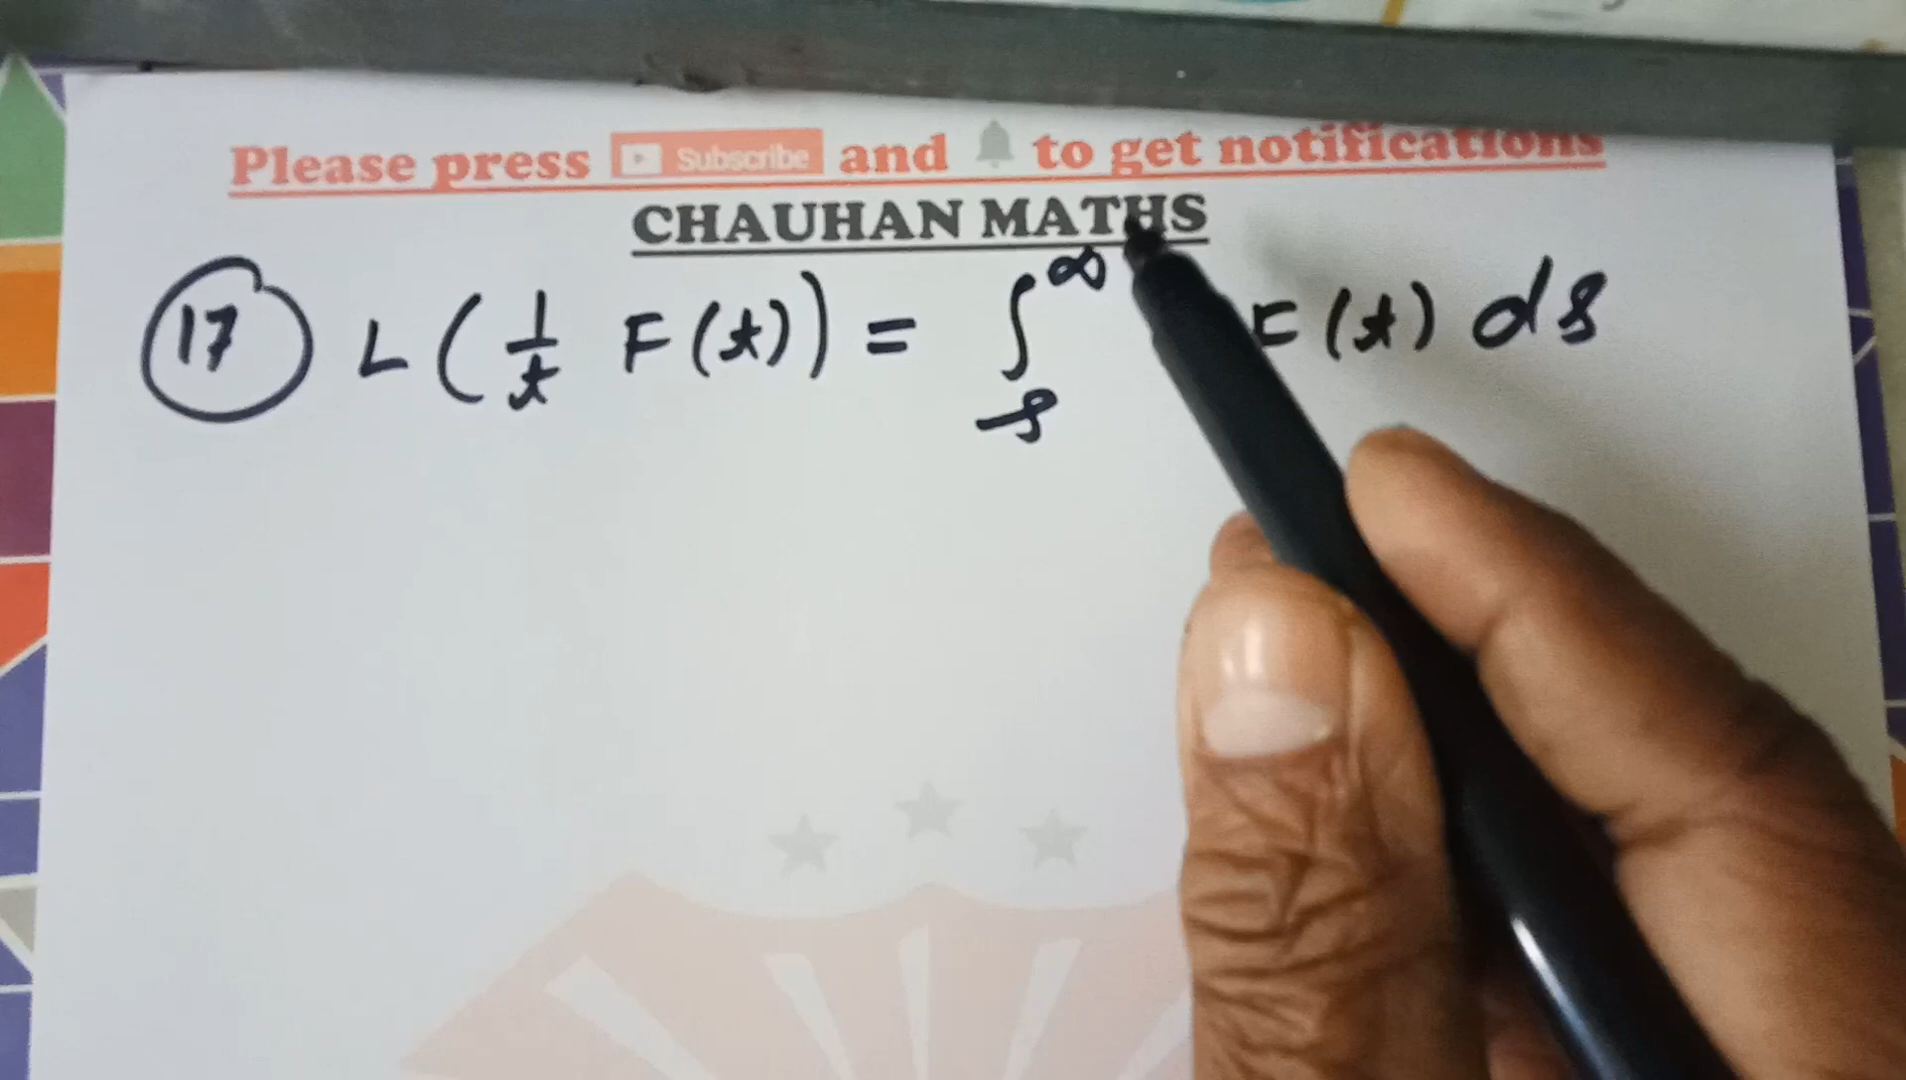 Please press Subscribe and to get notifications
CHAUHAN MATHS
17 L ( 1/t F(t)) = ∫_s^∞ F(t) ds